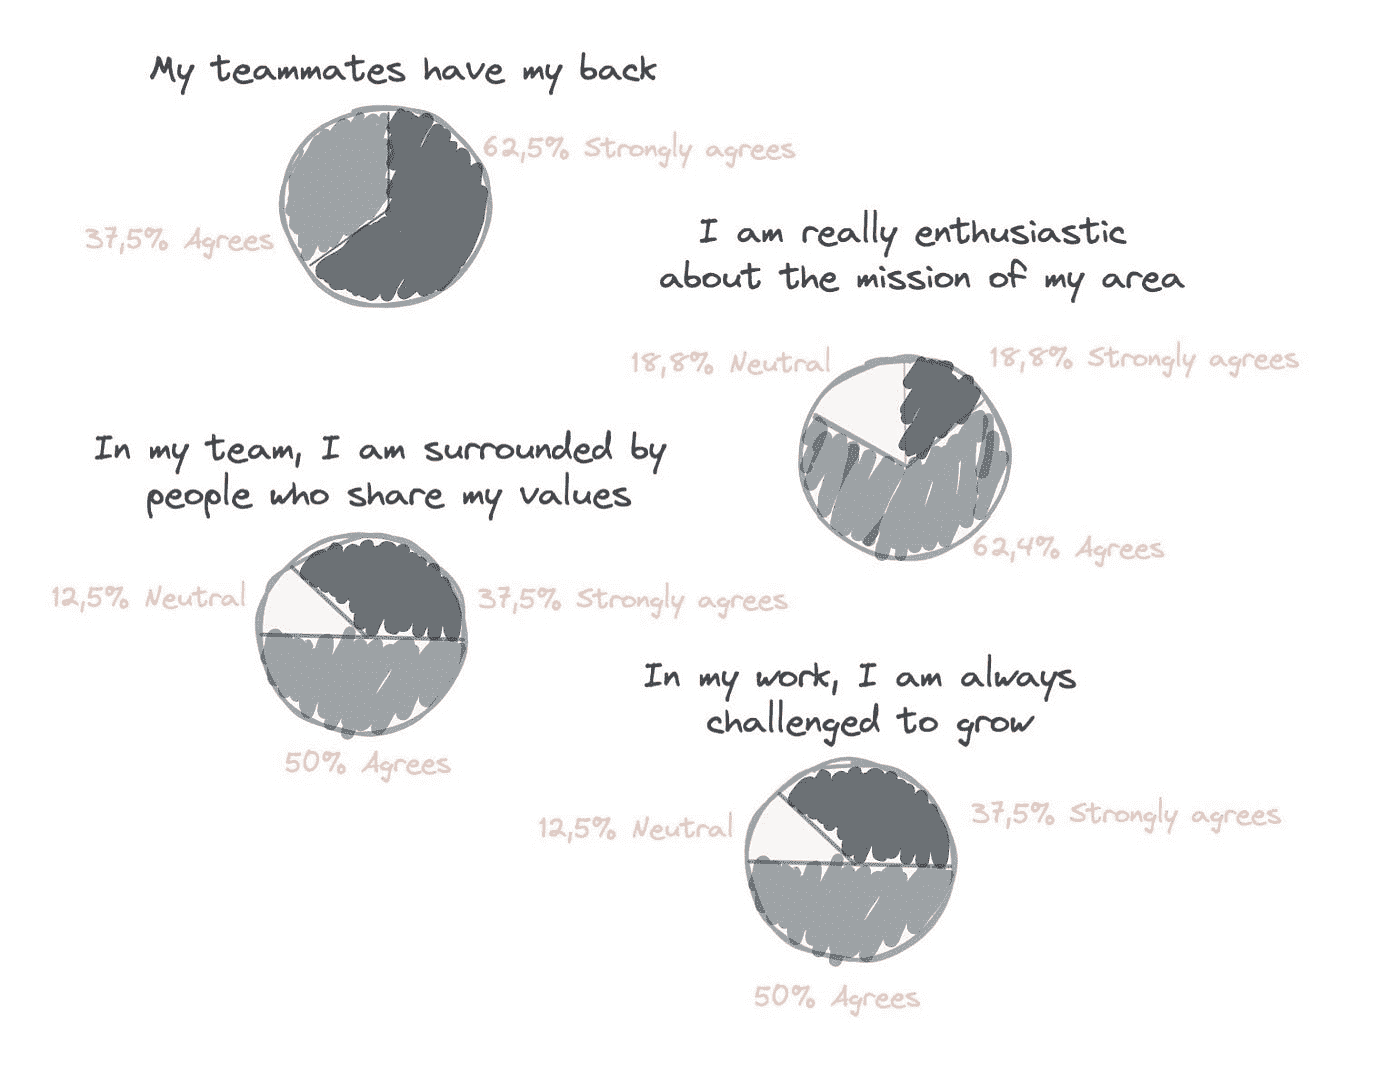 My teammates have my back
62,5% Strongly agrees
37,5% Agrees
I am really enthusiastic
about the mission of my area
18,8% Neutral
18,8% Strongly agrees
62,4% Agrees
In my team, I am surrounded by
people who share my values
12,5% Neutral
37,5% Strongly agrees
50% Agrees
In my work, I am always
challenged to grow
12,5% Neutral
37,5% Strongly agrees
50% Agrees